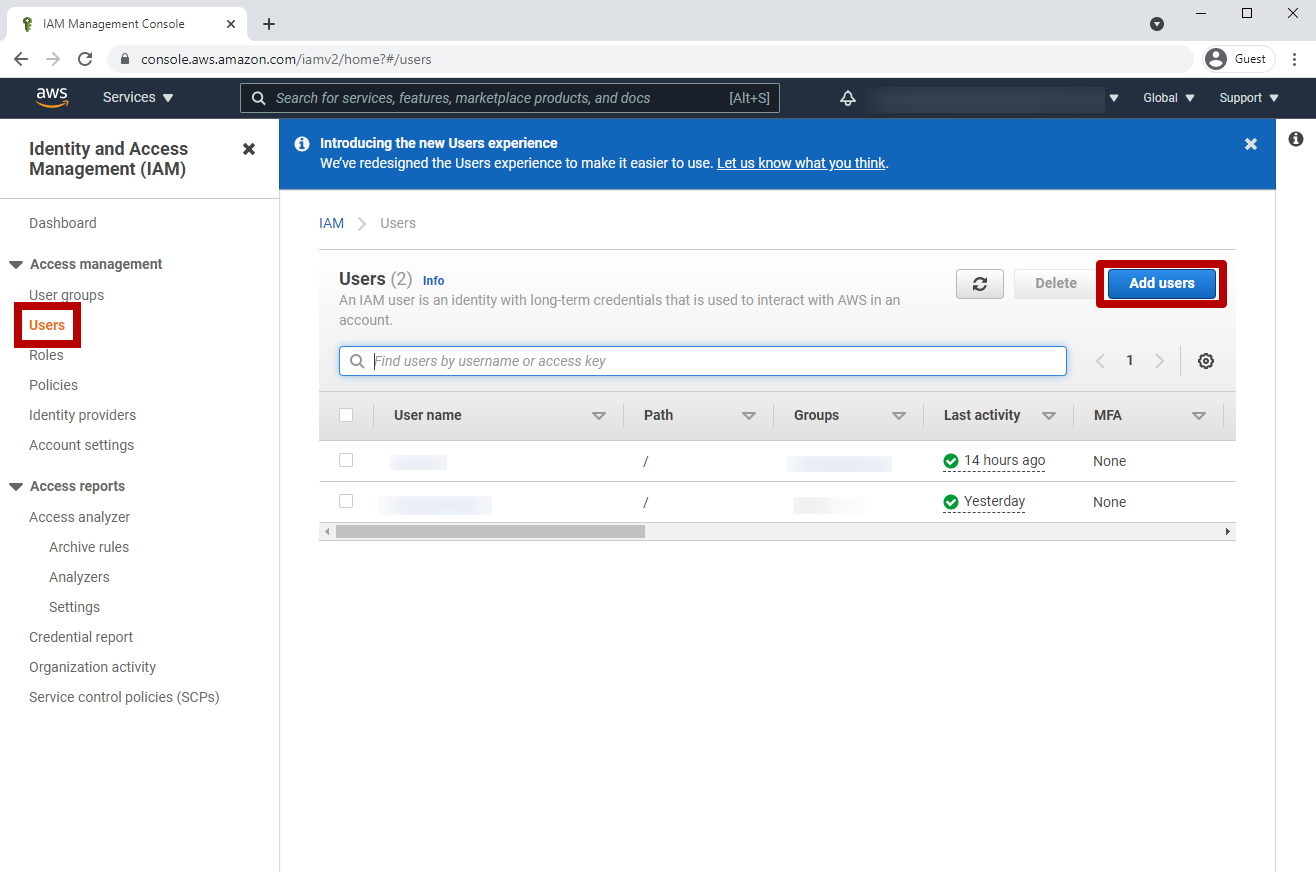 IAM Management Console
console.aws.amazon.com/iamv2/home?#/users
Guest
aws
Services
Search for services, features, marketplace products, and docs
[Alt+S]
Global
Support
Identity and Access
Management (IAM)
Dashboard
Access management
User groups
Users
Roles
Policies
Identity providers
Account settings
Access reports
Access analyzer
Archive rules
Analyzers
Settings
Credential report
Organization activity
Service control policies (SCPs)
Introducing the new Users experience
We've redesigned the Users experience to make it easier to use. Let us know what you think.
IAM
Users
Users (2) Info
An IAM user is an identity with long-term credentials that is used to interact with AWS in an
account.
Delete
Add users
Find users by username or access key
1
User name
Path
Groups
Last activity
MFA
/
14 hours ago
None
/
Yesterday
None